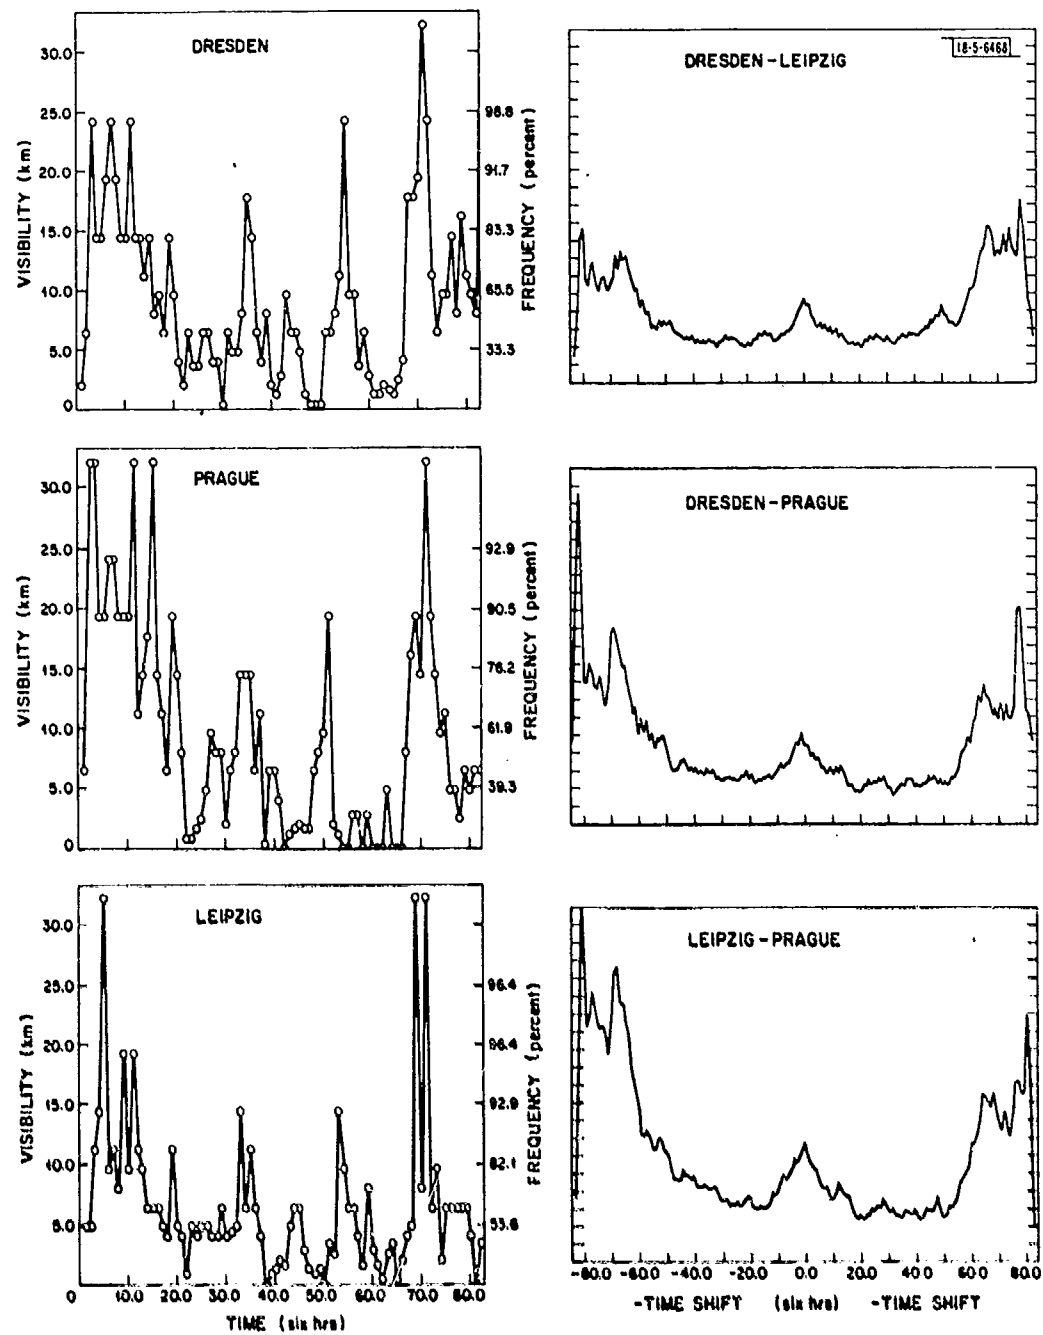 DRESDEN
30.0
25.0
20.0
15.0
10.0
5.0
0
VISIBILITY (km)
98.8
91.7
83.3
65.5
33.3
FREQUENCY (percent)
DRESDEN-LEIPZIG
18-5-6468
PRAGUE
30.0
25.0
20.0
15.0
10.0
5.0
0
VISIBILITY (km)
92.9
90.5
76.2
61.9
39.3
FREQUENCY (percent)
DRESDEN-PRAGUE
LEIPZIG
30.0
25.0
20.0
15.0
10.0
5.0
VISIBILITY (km)
96.4
96.4
92.9
82.1
53.6
FREQUENCY (percent)
0 10.0 20.0 30.0 40.0 50.0 60.0 70.0 80.0
TIME (six hrs)
LEIPZIG-PRAGUE
-80.0 -60.0 -40.0 -20.0 0.0 20.0 40.0 60.0 80.0
-TIME SHIFT (six hrs) -TIME SHIFT